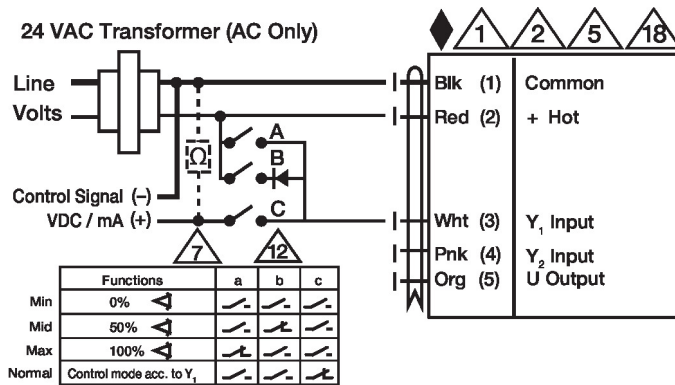 24 VAC Transformer (AC Only)
1 2 5 18
Line
Volts
Blk (1) Common
Red (2) + Hot
A
Ω
B
Control Signal (–)
VDC / mA (+)
C
Wht (3) Y₁ Input
7 12
Pnk (4) Y₂ Input
Org (5) U Output
Functions a b c
Min 0%
Mid 50%
Max 100%
Normal Control mode acc. to Y₁